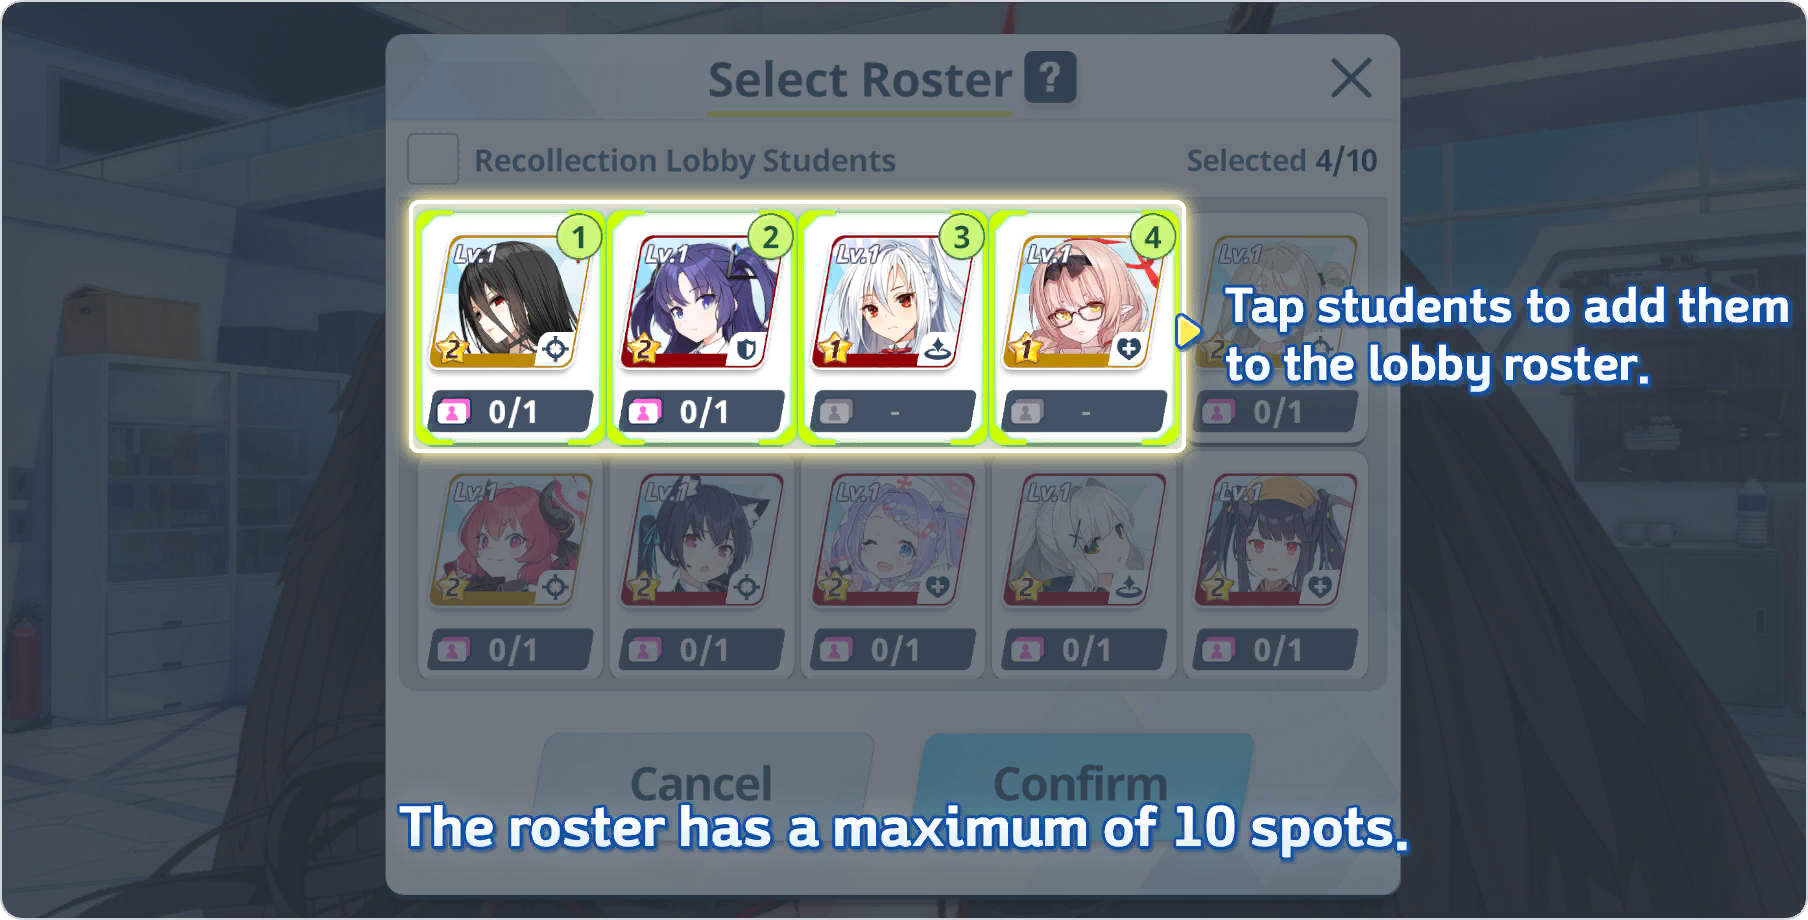 Select Roster ?
Recollection Lobby Students
Selected 4/10
1
2
3
4
Lv.1
Lv.1
Lv.1
Lv.1
Lv.1
2
2
1
1
2
0/1
0/1
-
-
0/1
Tap students to add them
to the lobby roster.
Lv.1
Lv.1
Lv.1
Lv.1
Lv.1
2
2
2
2
2
0/1
0/1
0/1
0/1
0/1
Cancel
Confirm
The roster has a maximum of 10 spots.